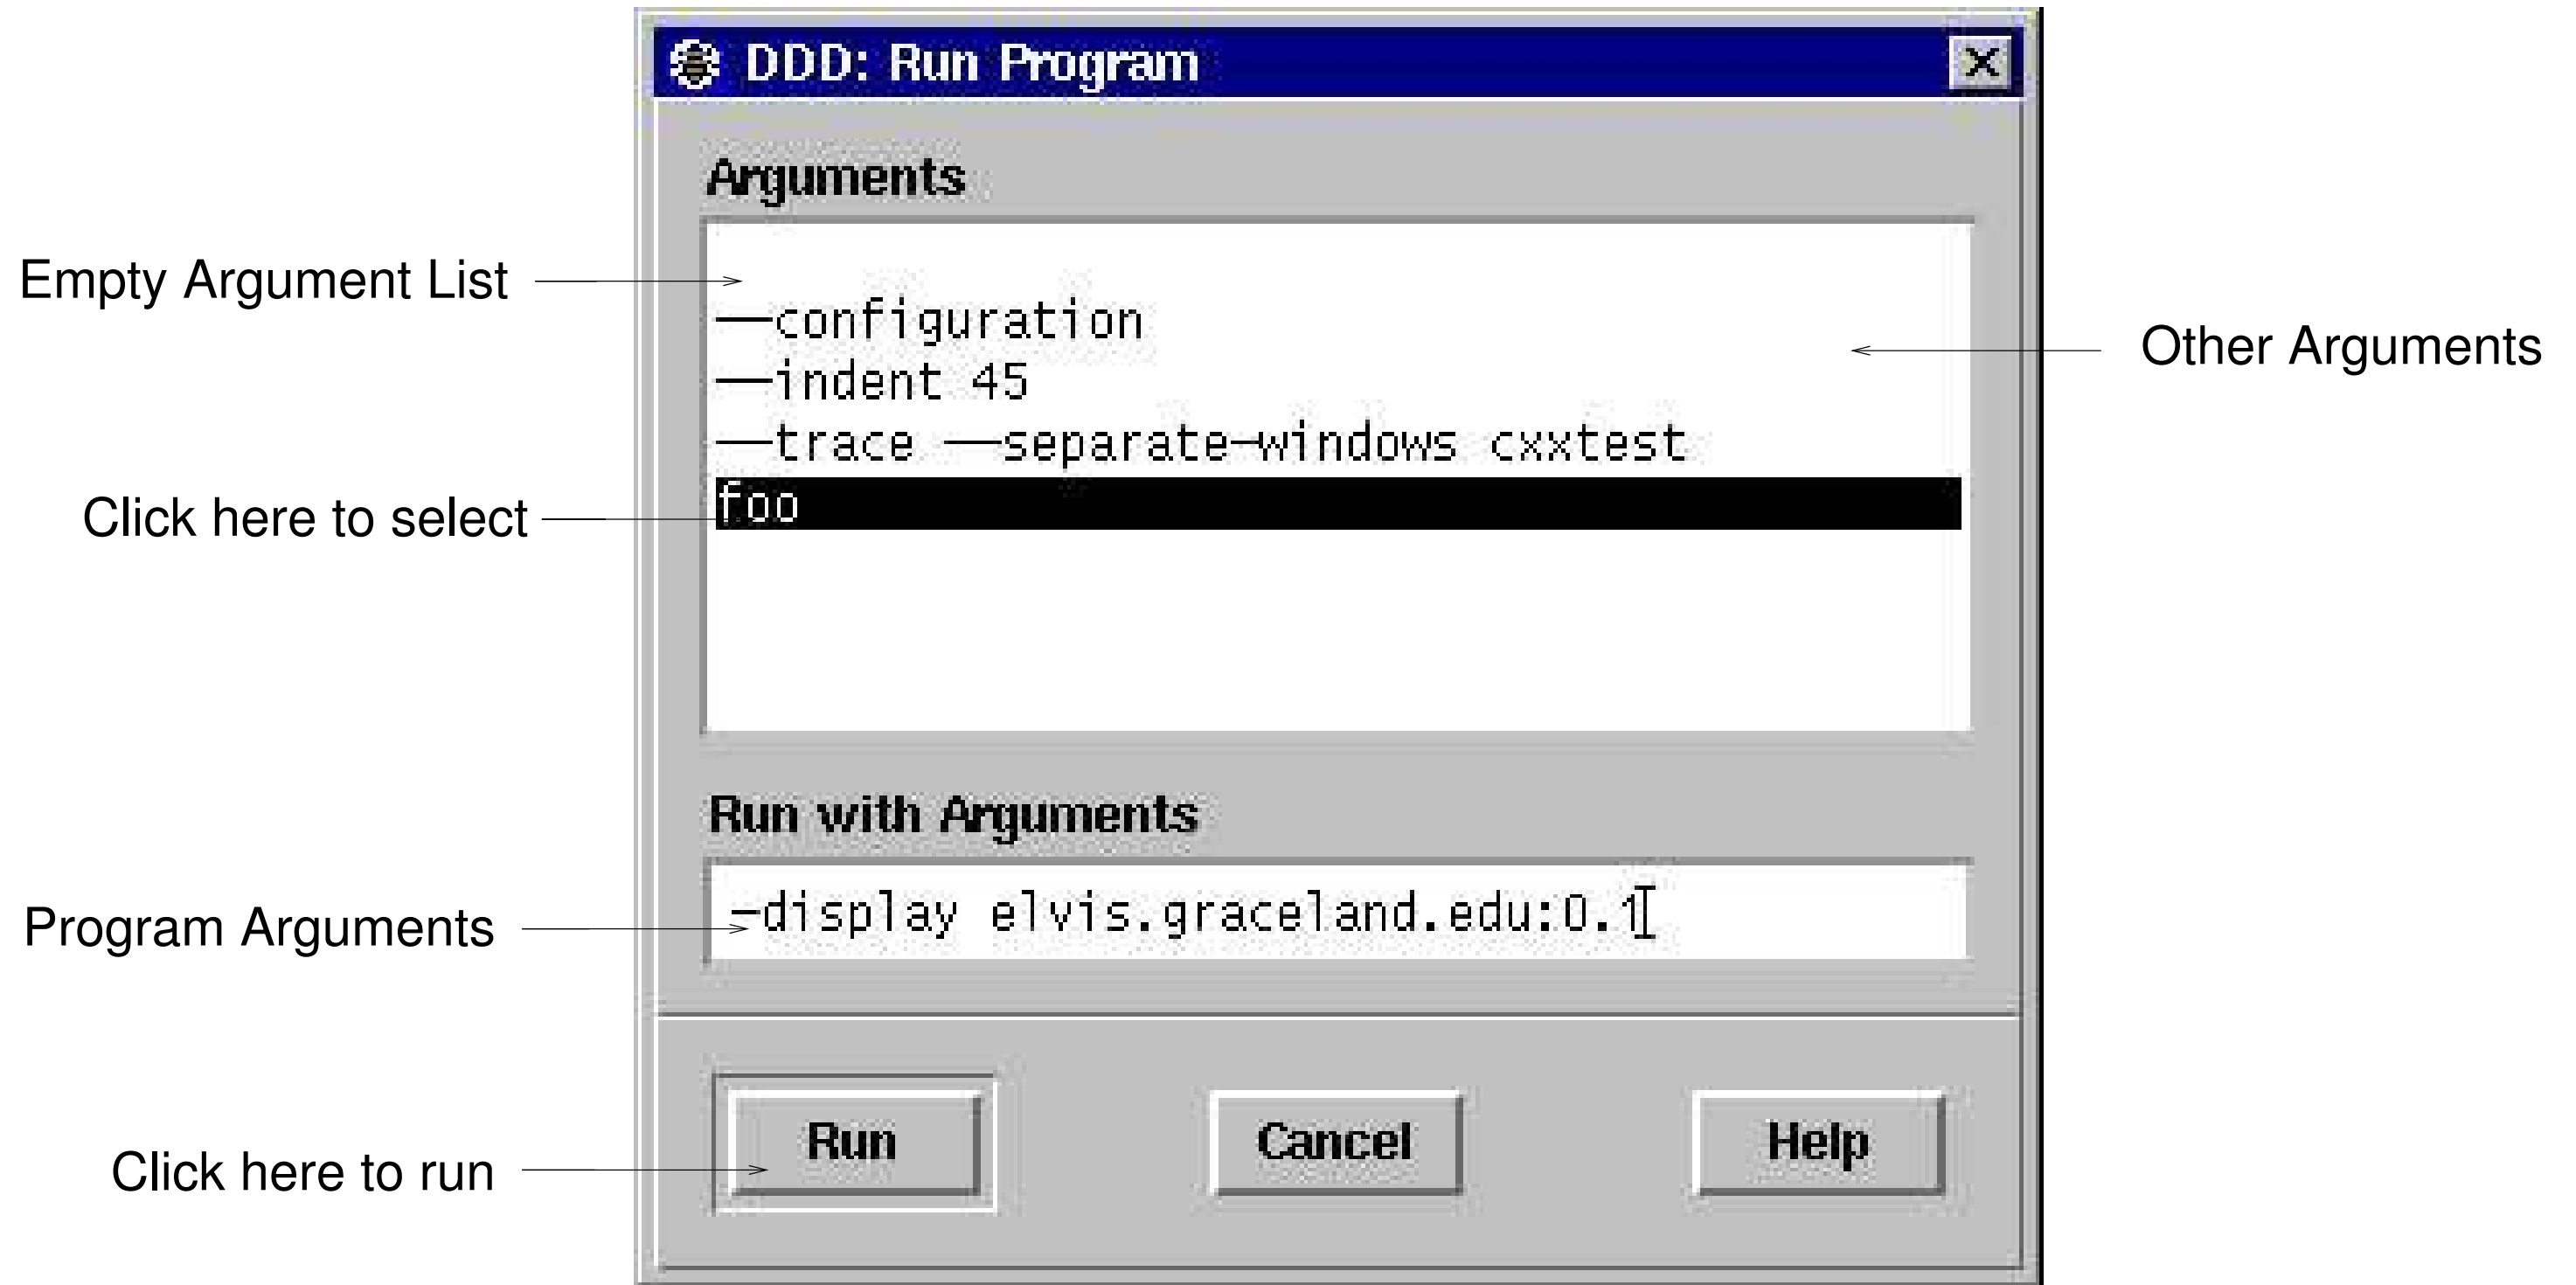 DDD: Run Program
Arguments
Empty Argument List
--configuration
Other Arguments
--indent 45
--trace --separate-windows cxxtest
Click here to select
foo
Run with Arguments
Program Arguments
-display elvis.graceland.edu:0.1
Run
Cancel
Help
Click here to run